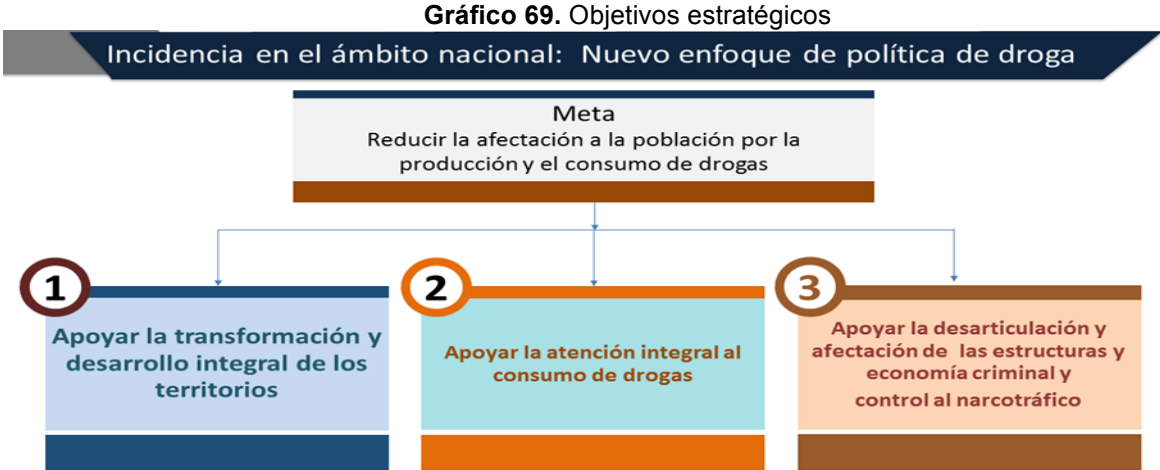 Gráfico 69. Objetivos estratégicos
Incidencia en el ámbito nacional: Nuevo enfoque de política de droga
Meta
Reducir la afectación a la población por la
producción y el consumo de drogas
1
Apoyar la transformación y
desarrollo integral de los
territorios
2
Apoyar la atención integral al
consumo de drogas
3
Apoyar la desarticulación y
afectación de las estructuras y
economía criminal y
control al narcotráfico